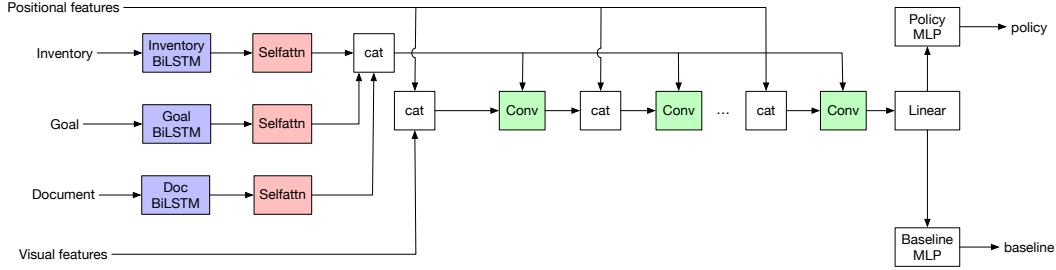 Positional features
Inventory
Inventory
BiLSTM
Selfattn
cat
Goal
Goal
BiLSTM
Selfattn
Document
Doc
BiLSTM
Selfattn
Visual features
cat
Conv
cat
Conv
...
cat
Conv
Linear
Policy
MLP
policy
Baseline
MLP
baseline